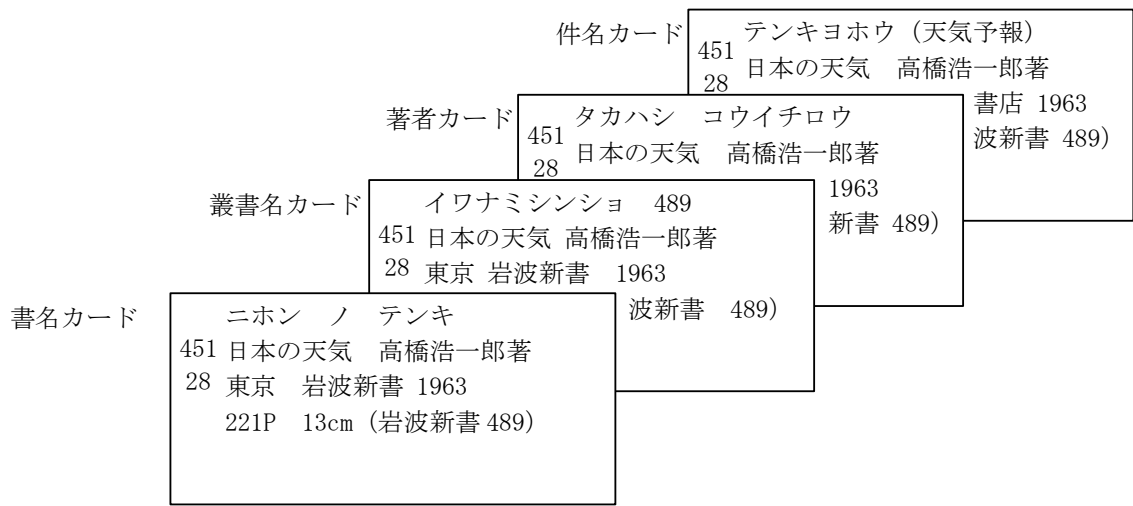 件名カード
テンキヨホウ (天気予報)
451 日本の天気 高橋浩一郎著
28
書店 1963
波新書 489)
著者カード
タカハシ コウイチロウ
451 日本の天気 高橋浩一郎著
28
1963
新書 489)
叢書名カード
イワナミシンショ 489
451 日本の天気 高橋浩一郎著
28 東京 岩波新書 1963
波新書 489)
書名カード
ニホン ノ テンキ
451 日本の天気 高橋浩一郎著
28 東京 岩波新書 1963
221P 13cm (岩波新書 489)